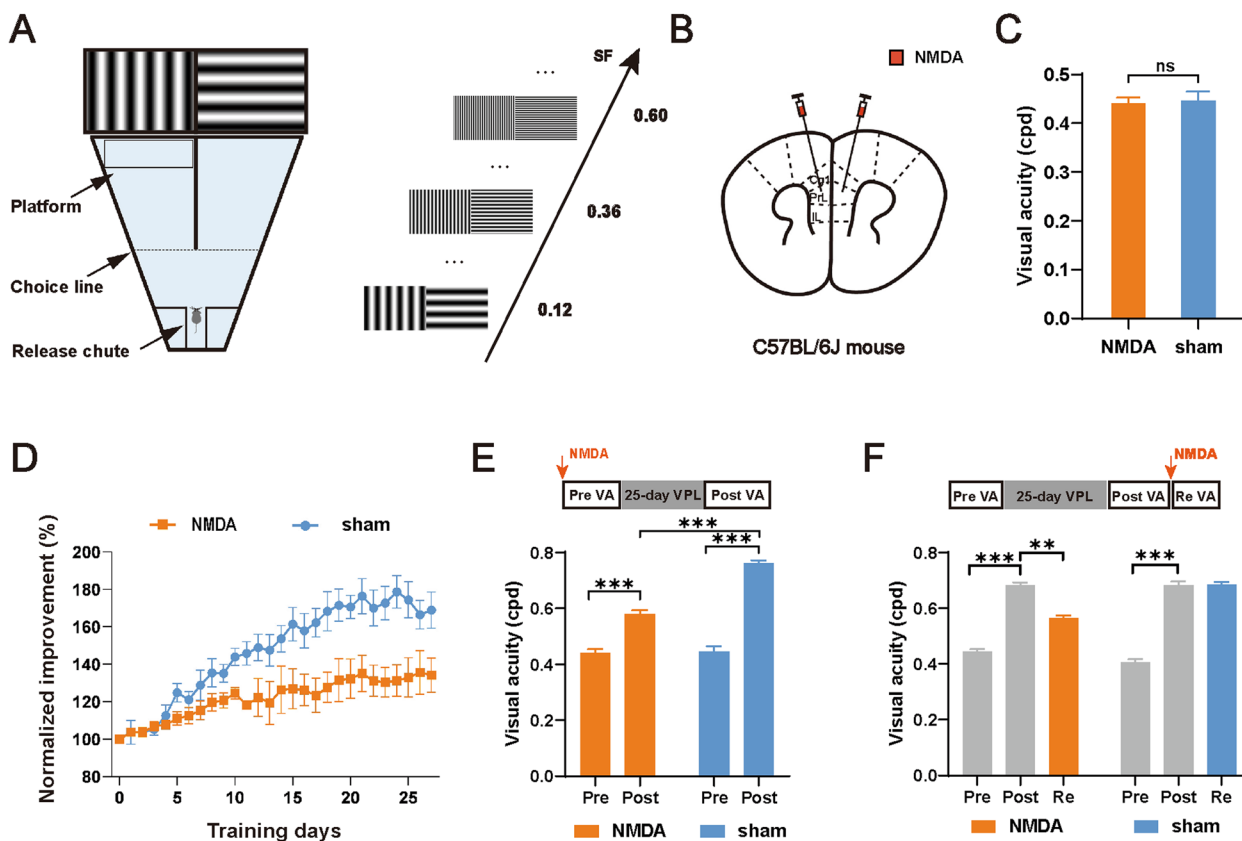 A
Platform
Choice line
Release chute
SF
...
0.60
...
0.36
...
0.12
B
NMDA
Cg1
PrL
IL
C57BL/6J mouse
C
Visual acuity (cpd)
0.5
0.4
0.3
0.2
0.1
0.0
ns
NMDA sham
D
NMDA sham
Normalized improvement (%)
200
180
160
140
120
100
80
0 5 10 15 20 25
Training days
E
NMDA
Pre VA 25-day VPL Post VA
Visual acuity (cpd)
0.8
0.6
0.4
0.2
0.0
***
***
***
Pre Post Pre Post
NMDA sham
F
NMDA
Pre VA 25-day VPL Post VA Re VA
Visual acuity (cpd)
0.8
0.6
0.4
0.2
0.0
*** ** ***
Pre Post Re Pre Post Re
NMDA sham